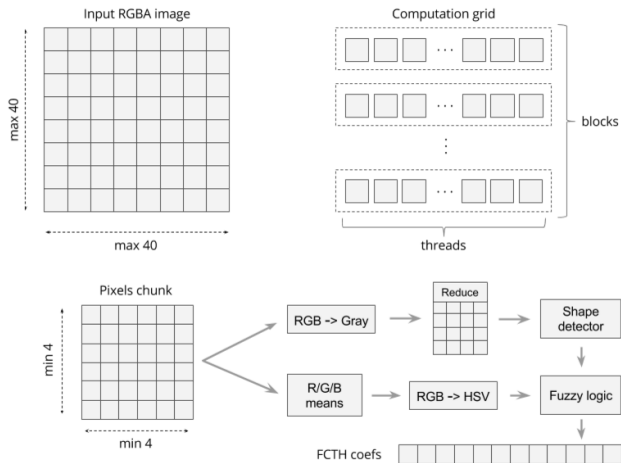 Input RGBA image
Computation grid
max 40
max 40
...
...
...
...
blocks
threads
Pixels chunk
min 4
min 4
RGB -> Gray
Reduce
Shape
detector
R/G/B
means
RGB -> HSV
Fuzzy logic
FCTH coefs